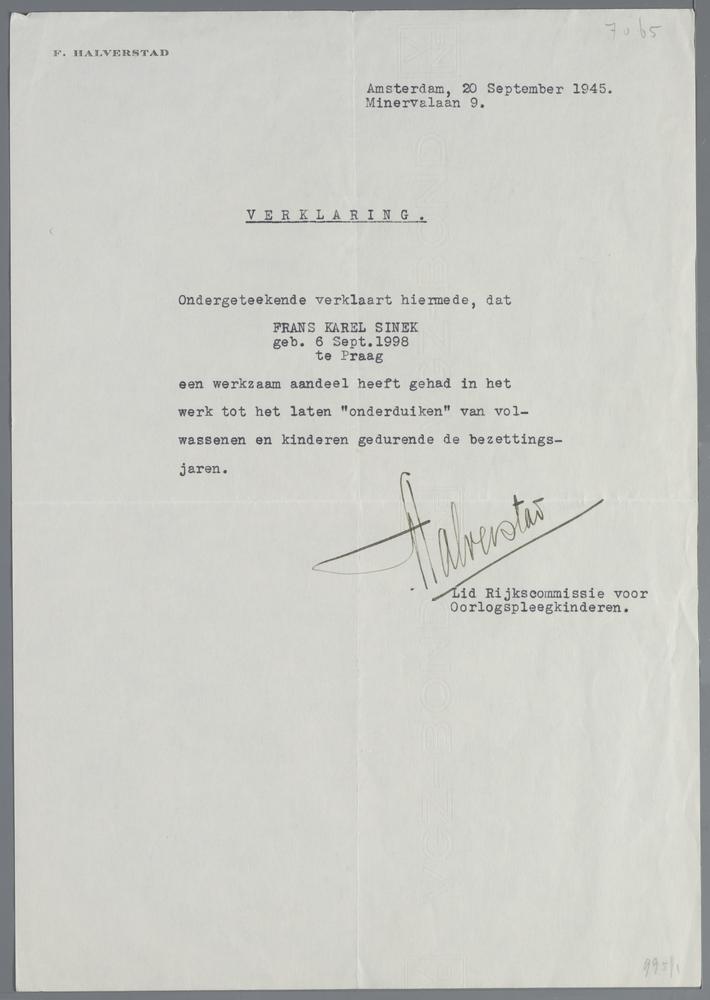 7065
F. HALVERSTAD
Amsterdam, 20 September 1945.
Minervalaan 9.
VERKLARING.
Ondergeteekende verklaart hiermede, dat
FRANS KAREL SINEK
geb. 6 Sept.1998
te Praag
een werkzaam aandeel heeft gehad in het
werk tot het laten "onderduiken" van vol-
wassenen en kinderen gedurende de bezettings-
jaren.
Halverstad
Lid Rijkscommissie voor
Oorlogspleegkinderen.
VGZ-BOND